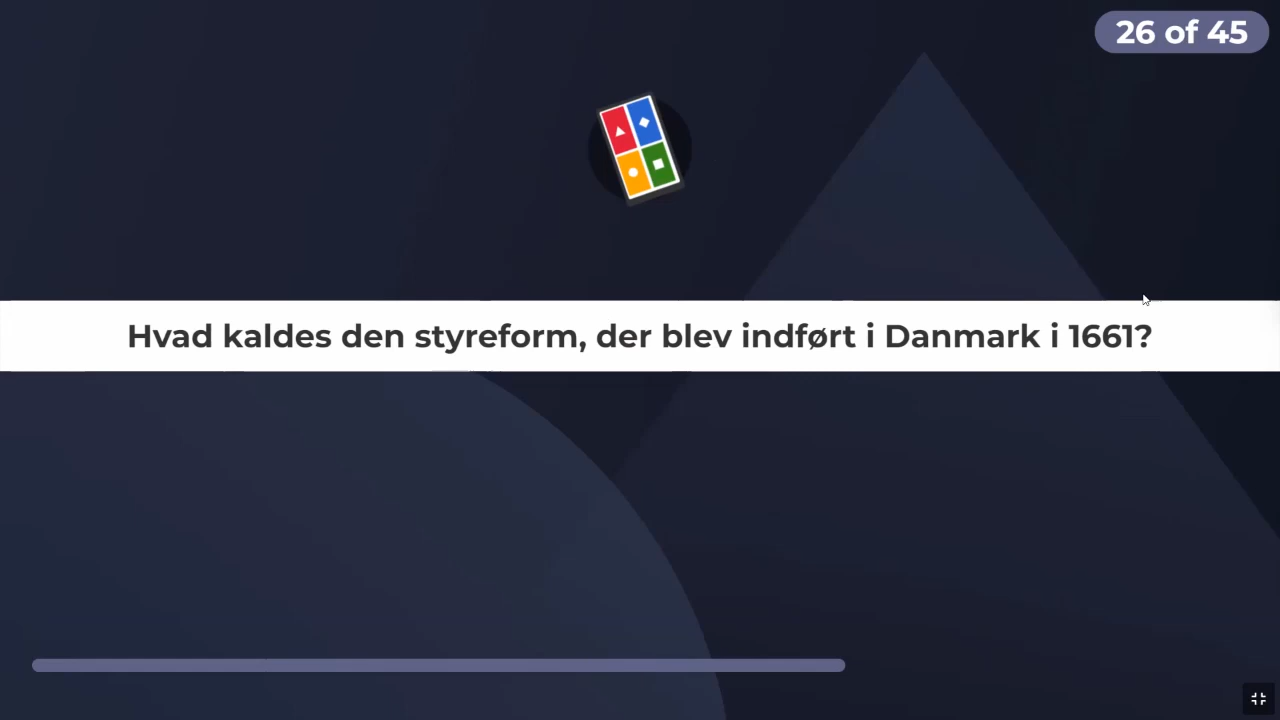 26 of 45
Hvad kaldes den styreform, der blev indført i Danmark i 1661?